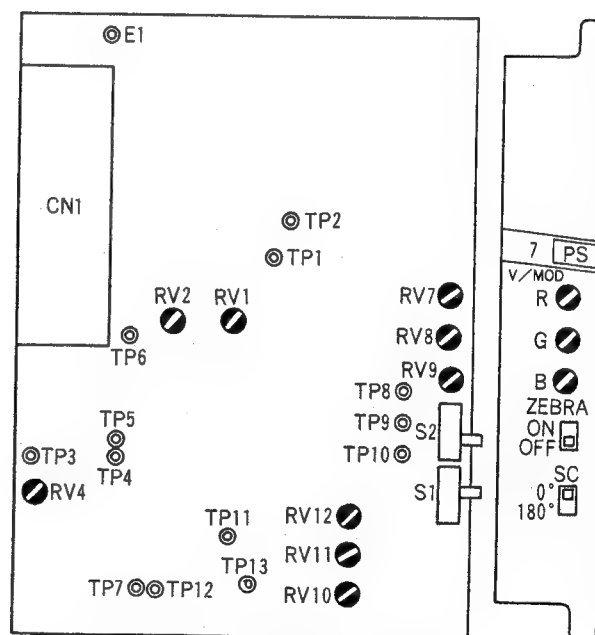 E1
CN1
TP2
TP1
7 PS
V/MOD
RV2 RV1
RV7 R
TP6
RV8 G
RV9 B
TP8
ZEBRA
TP5
TP9 S2
ON
OFF
TP3 TP4
TP10
RV4
S1
SC
0°
180°
TP11
RV12
RV11
TP13
TP7 TP12
RV10